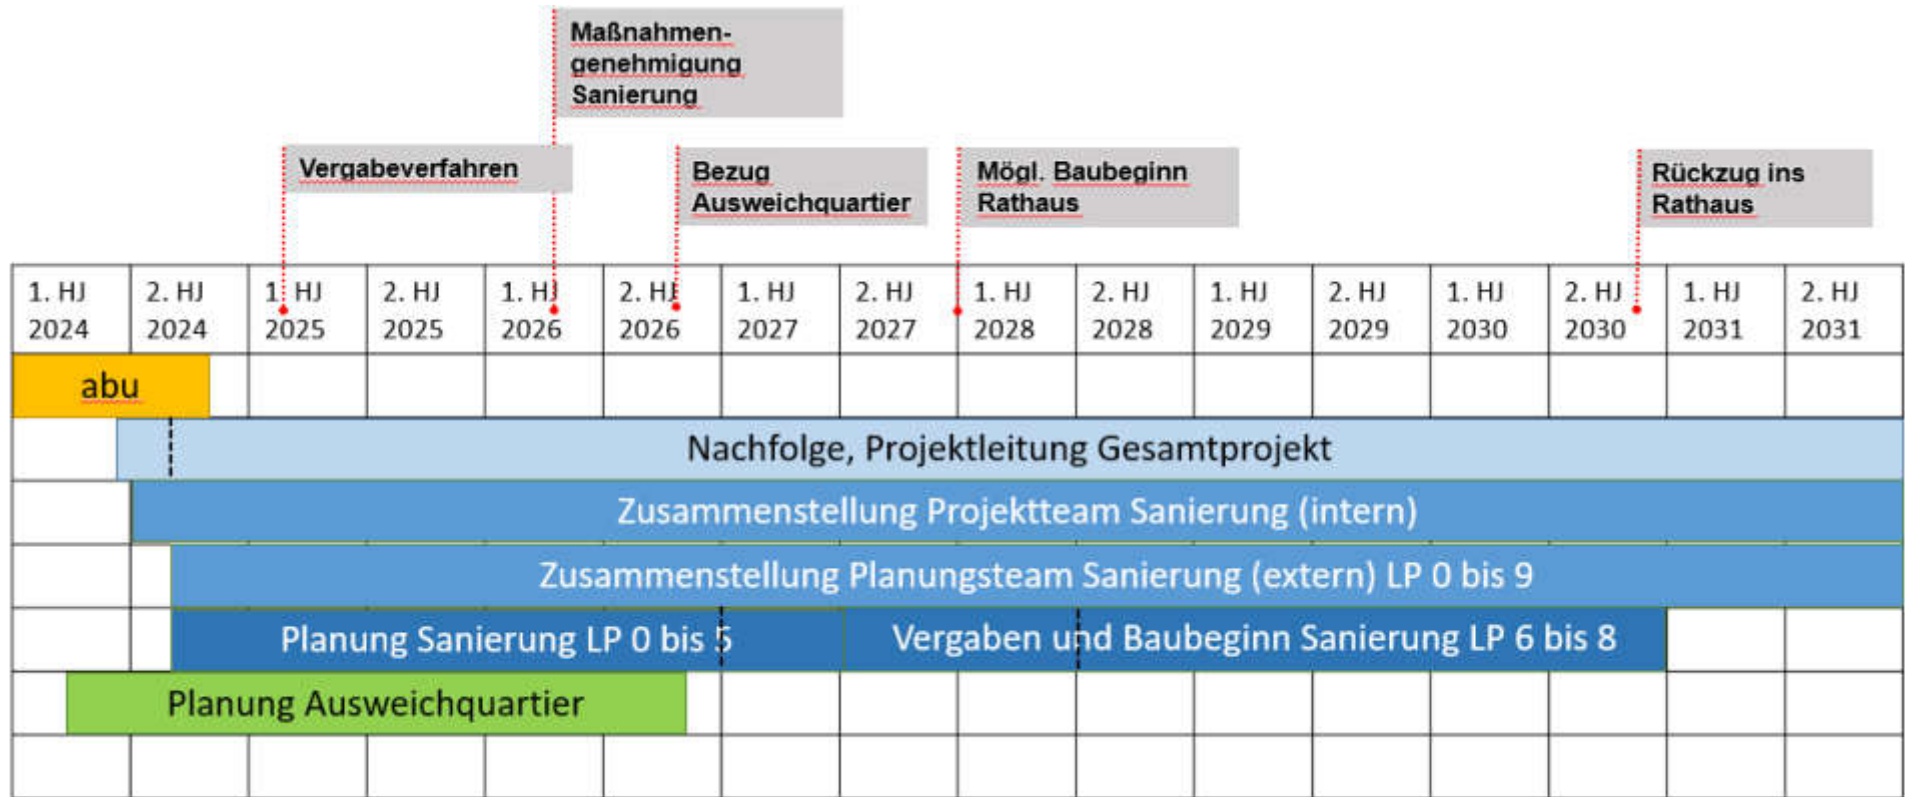 Maßnahmen-
genehmigung
Sanierung
Vergabeverfahren
Bezug
Ausweichquartier
Mögl. Baubeginn
Rathaus
Rückzug ins
Rathaus
1. HJ 2. HJ 1. HJ 2. HJ 1. HJ 2. HJ 1. HJ 2. HJ 1. HJ 2. HJ 1. HJ 2. HJ 1. HJ 2. HJ 1. HJ 2. HJ
2024 2024 2025 2025 2026 2026 2027 2027 2028 2028 2029 2029 2030 2030 2031 2031
abu
Nachfolge, Projektleitung Gesamtprojekt
Zusammenstellung Projektteam Sanierung (intern)
Zusammenstellung Planungsteam Sanierung (extern) LP 0 bis 9
Planung Sanierung LP 0 bis 5 Vergaben und Baubeginn Sanierung LP 6 bis 8
Planung Ausweichquartier